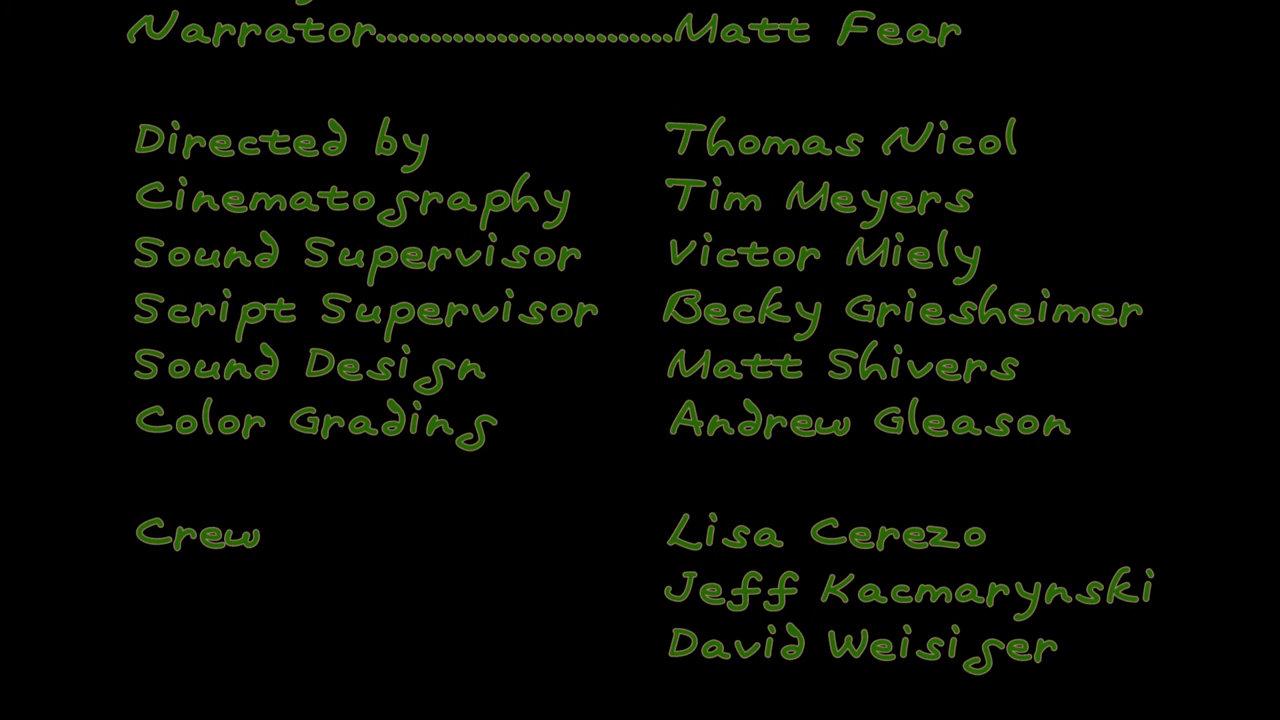 Narrator...........................Matt Fear
Directed by Thomas Nicol
Cinematography Tim Meyers
Sound Supervisor Victor Miely
Script Supervisor Becky Griesheimer
Sound Design Matt Shivers
Color Grading Andrew Gleason
Crew Lisa Cerezo
Jeff Kacmarynski
David Weisiger